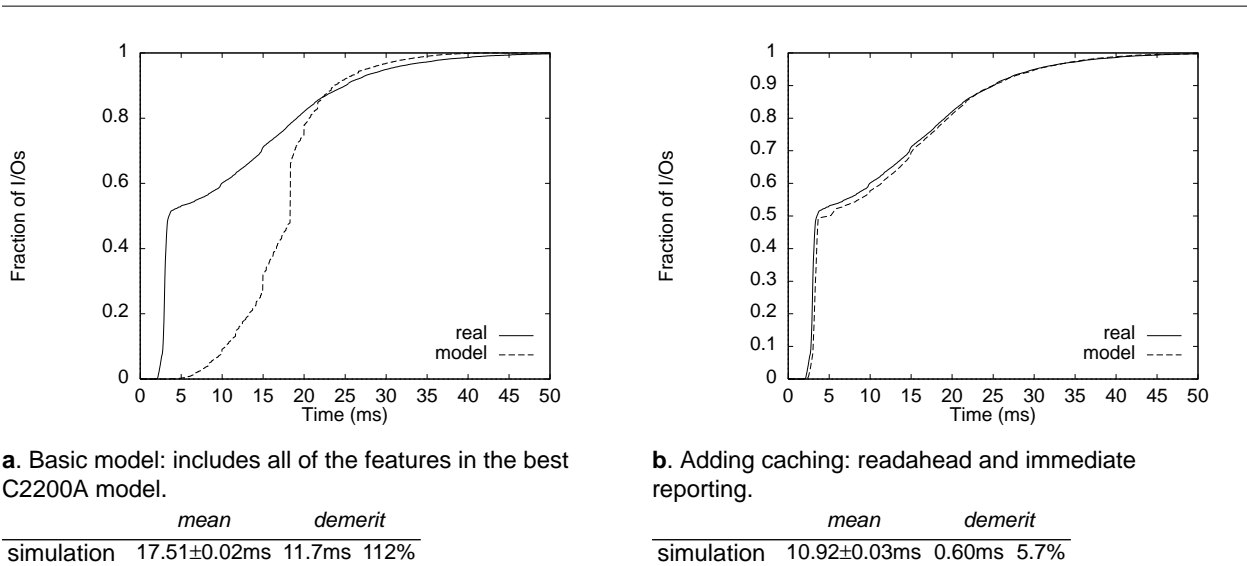 1
0.8
0.6
0.4
0.2
0
Fraction of I/Os
real
model
0 5 10 15 20 25 30 35 40 45 50
Time (ms)
a. Basic model: includes all of the features in the best
C2200A model.
mean demerit
simulation 17.51±0.02ms 11.7ms 112%
1
0.9
0.8
0.7
0.6
0.5
0.4
0.3
0.2
0.1
0
Fraction of I/Os
real
model
0 5 10 15 20 25 30 35 40 45 50
Time (ms)
b. Adding caching: readahead and immediate
reporting.
mean demerit
simulation 10.92±0.03ms 0.60ms 5.7%